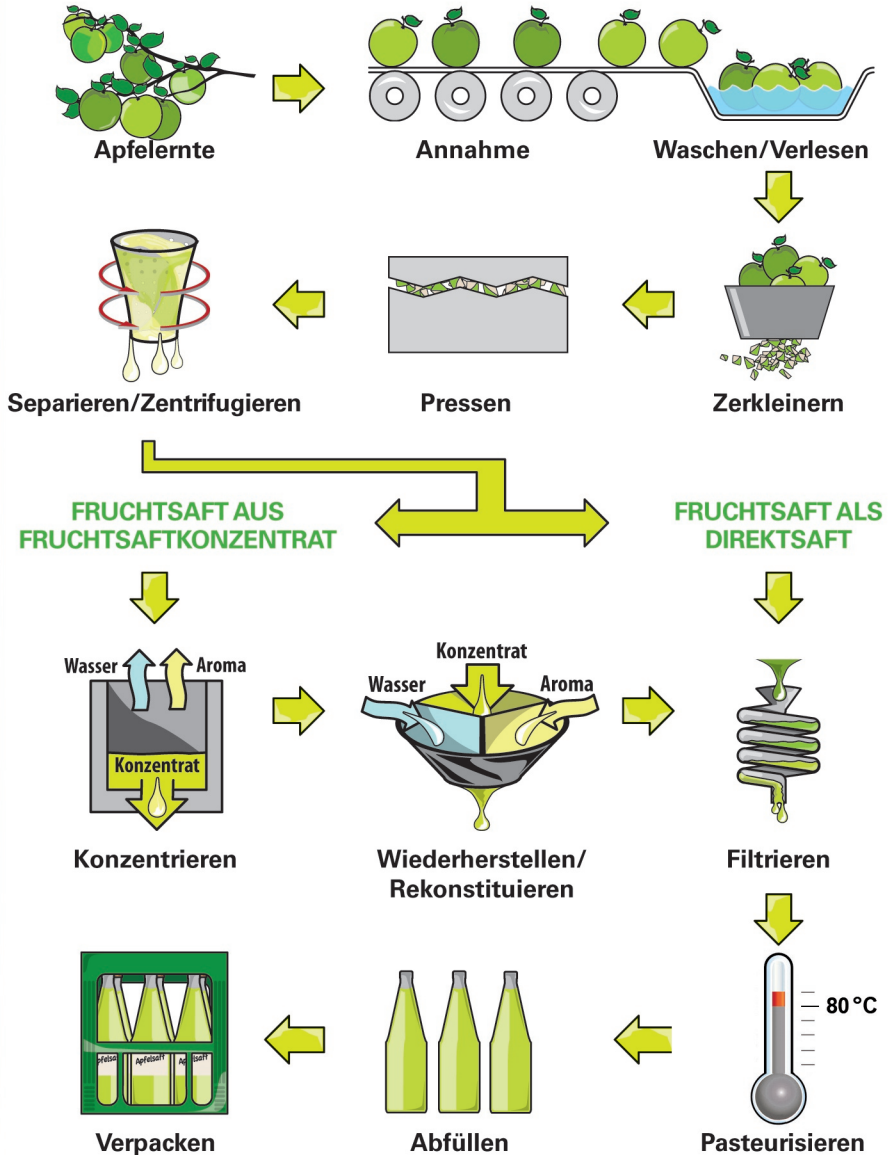 Apfelernte
Annahme
Waschen/Verlesen
Separieren/Zentrifugieren
Pressen
Zerkleinern
FRUCHTSAFT AUS
FRUCHTSAFTKONZENTRAT
FRUCHTSAFT ALS
DIREKTSAFT
Wasser
Aroma
Konzentrat
Konzentrieren
Konzentrat
Wasser
Aroma
Wiederherstellen/
Rekonstituieren
Filtrieren
80 °C
Apfelsaft
Verpacken
Abfüllen
Pasteurisieren